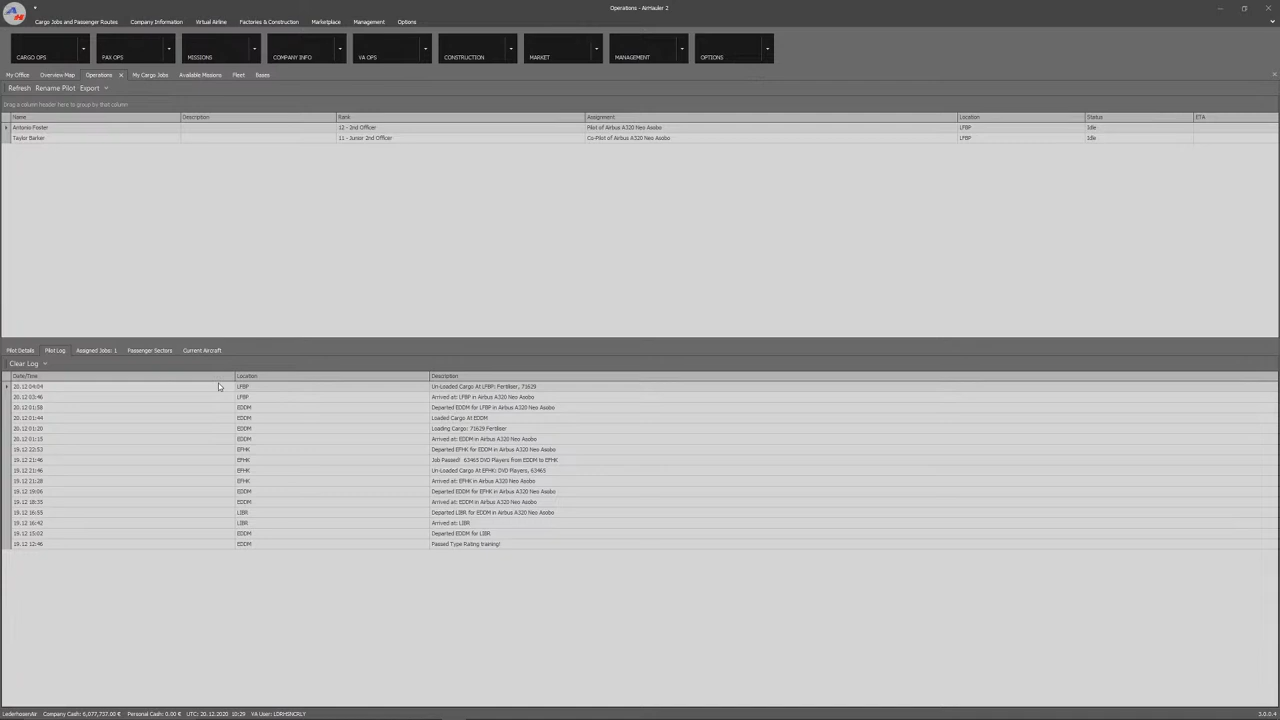 Operations - AirHauler 2
Cargo Jobs and Passenger Routes Company Information Virtual Airline Factories & Construction Marketplace Management Options
CARGO OPS PAX OPS MISSIONS COMPANY INFO VA OPS CONSTRUCTION MARKET MANAGEMENT OPTIONS
My Office Overview Map Operations My Cargo Jobs Available Missions Fleet Bases
Refresh Rename Pilot Export
Drag a column header here to group by that column
Name Description Rank Assignment Location Status ETA
Antonio Foster 12 - 2nd Officer Pilot of Airbus A320 Neo Asobo LFBP Idle
Taylor Barker 11 - Junior 2nd Officer Co-Pilot of Airbus A320 Neo Asobo LFBP Idle
Pilot Details Pilot Log Assigned Jobs: 1 Passenger Sectors Current Aircraft
Clear Log
Date/Time Location Description
20.12 04:04 LFBP Un-Loaded Cargo At LFBP: Fertiliser, 71629
20.12 03:46 LFBP Arrived at: LFBP in Airbus A320 Neo Asobo
20.12 01:58 EDDM Departed EDDM for LFBP in Airbus A320 Neo Asobo
20.12 01:44 EDDM Loaded Cargo At EDDM
20.12 01:20 EDDM Loading Cargo: 71629 Fertiliser
20.12 01:15 EDDM Arrived at: EDDM in Airbus A320 Neo Asobo
19.12 22:53 EFHK Departed EFHK for EDDM in Airbus A320 Neo Asobo
19.12 21:46 EFHK Job Passed! 63465 DVD Players from EDDM to EFHK
19.12 21:46 EFHK Un-Loaded Cargo At EFHK: DVD Players, 63465
19.12 21:28 EFHK Arrived at: EFHK in Airbus A320 Neo Asobo
19.12 19:06 EDDM Departed EDDM for EFHK in Airbus A320 Neo Asobo
19.12 18:35 EDDM Arrived at: EDDM in Airbus A320 Neo Asobo
19.12 16:55 LIBR Departed LIBR for EDDM in Airbus A320 Neo Asobo
19.12 16:42 LIBR Arrived at: LIBR
19.12 15:02 EDDM Departed EDDM for LIBR
19.12 12:46 EDDM Passed Type Rating training!
LederhosenAir Company Cash: 6,077,737.00 € Personal Cash: 0.00 € UTC: 20.12.2020 10:29 VA User: LDRHSNCRLY 3.0.0.4